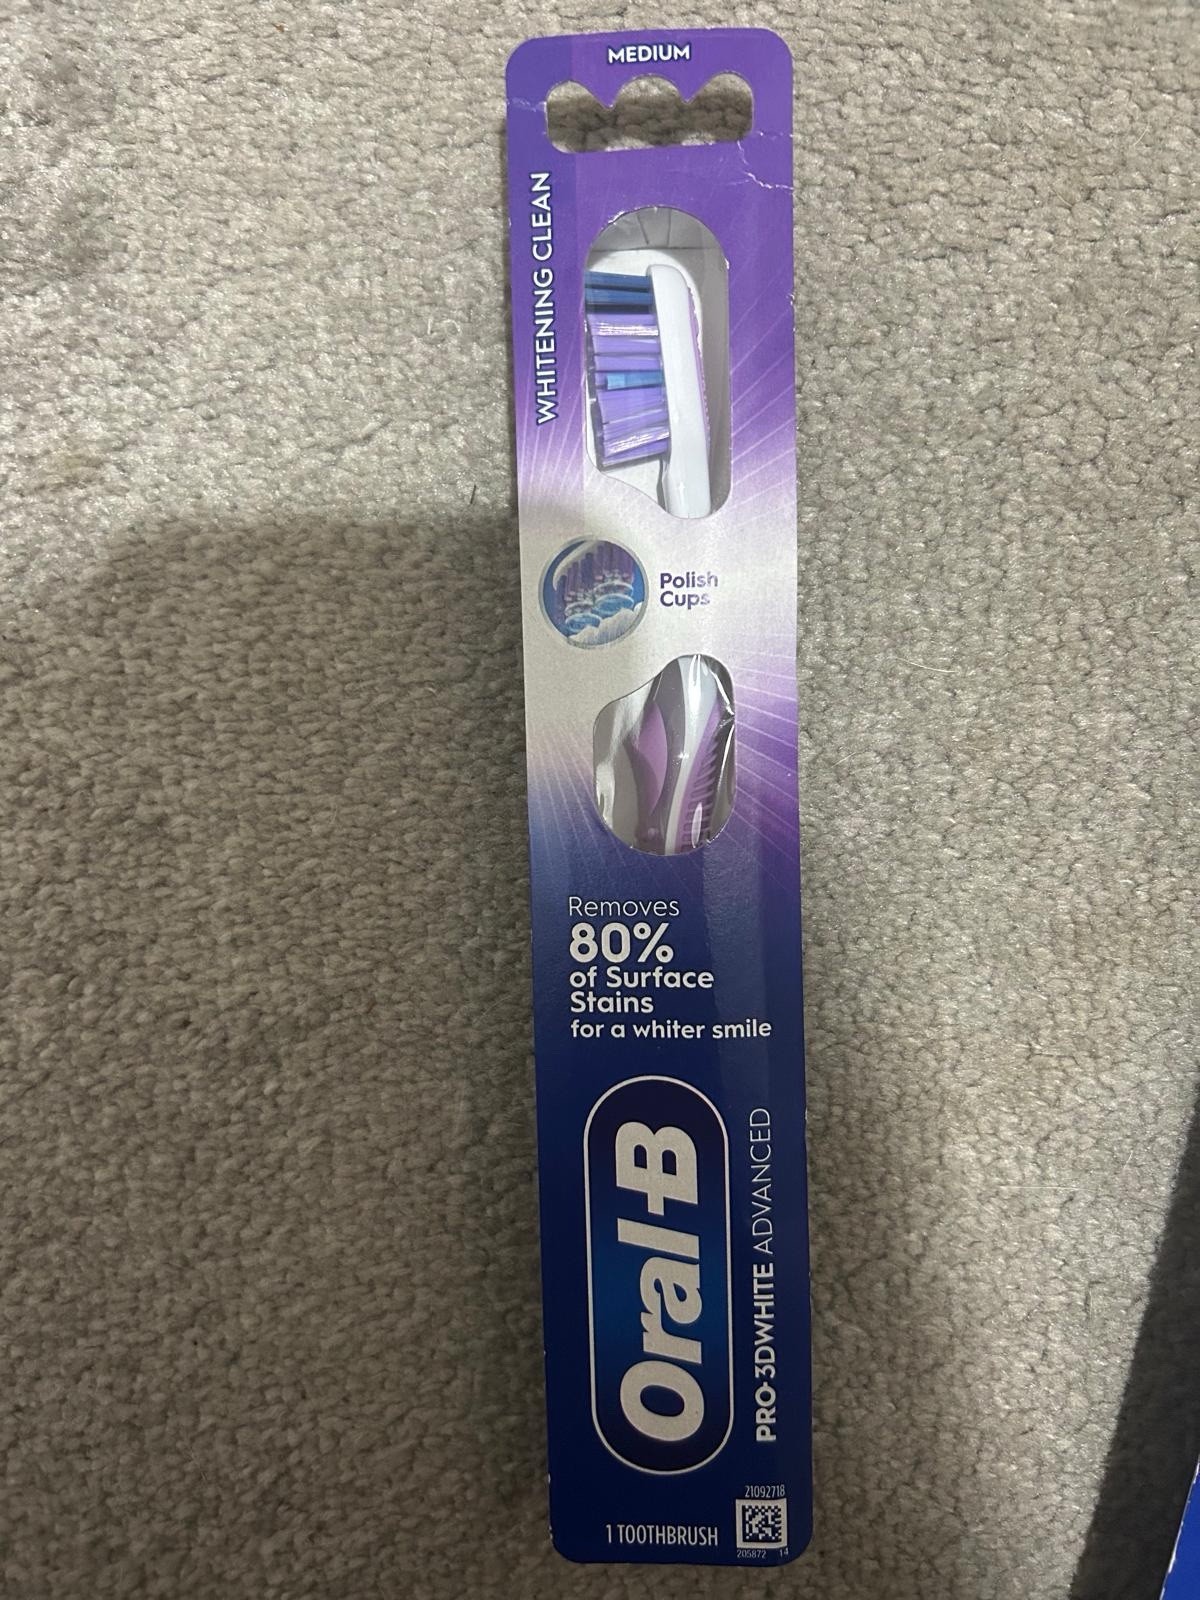 MEDIUM
WHITENING CLEAN
Polish
Cups
Removes
80%
of Surface
Stains
for a whiter smile
Oral-B
PRO-3DWHITE ADVANCED
21092718
1 TOOTHBRUSH
205872 14